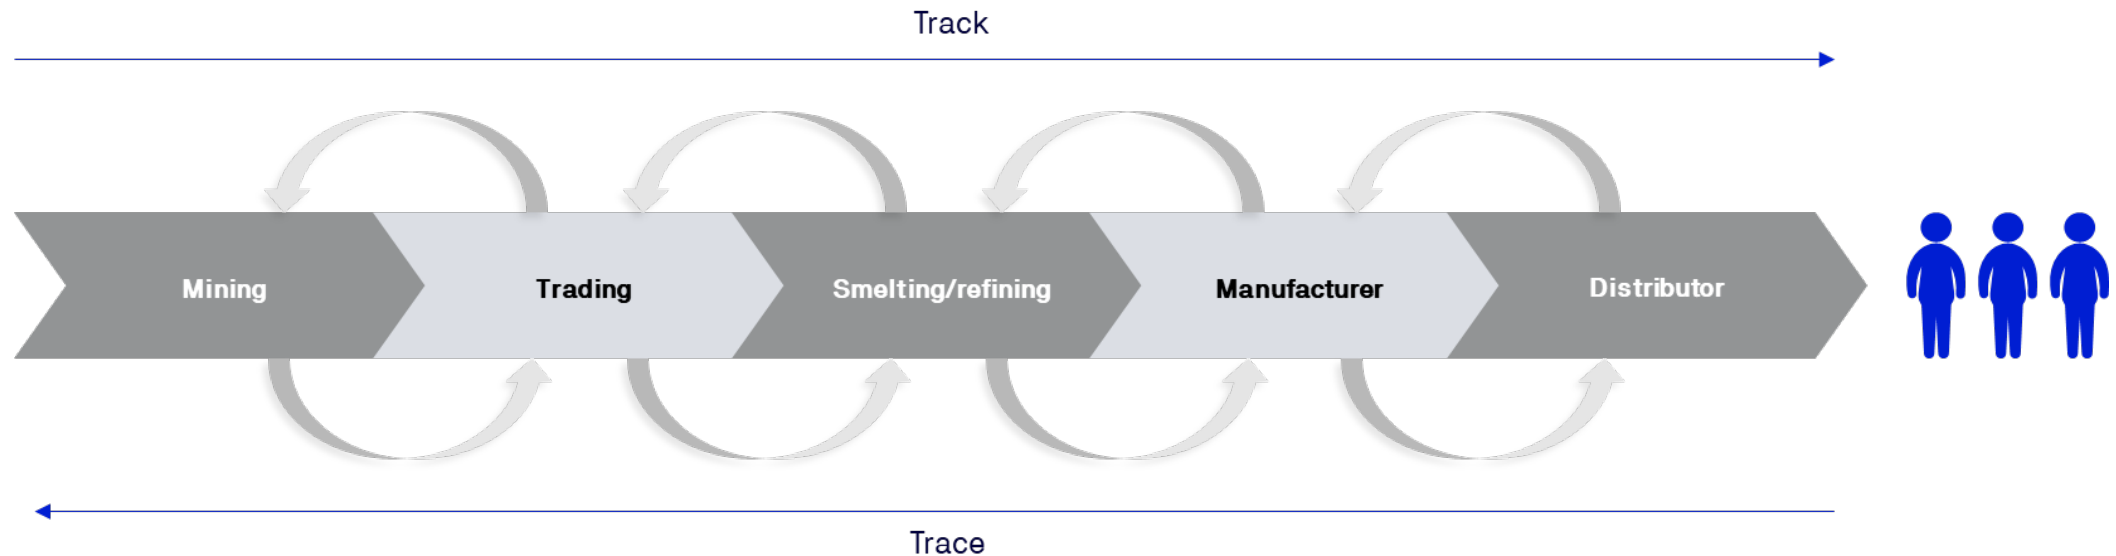 Track
Mining
Trading
Smelting/refining
Manufacturer
Distributor
Trace